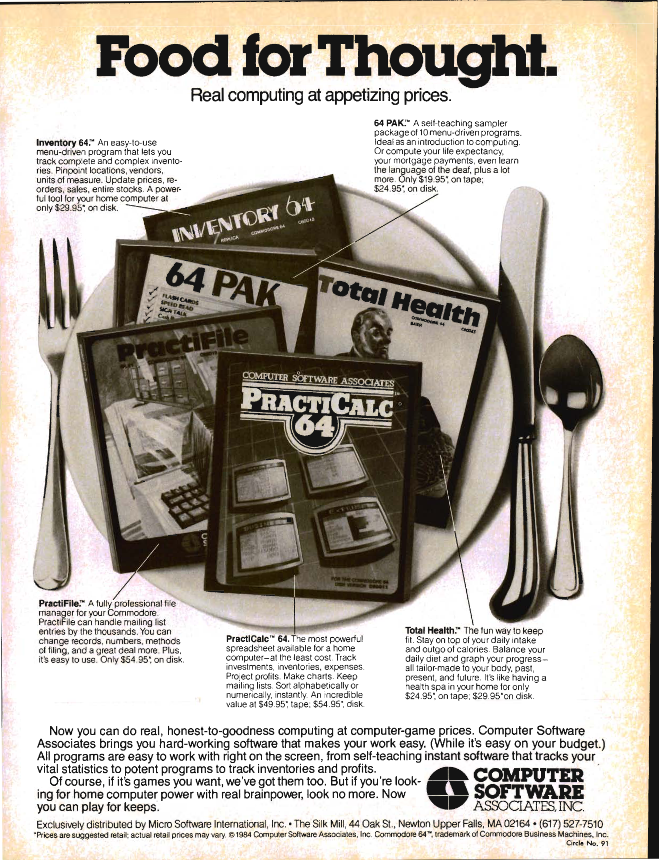 Food for Thought.
Real computing at appetizing prices.
64 PAK.™ A self-teaching sampler
package of 10 menu-driven programs.
Ideal as an introduction to computing.
Or compute your life expectancy,
your mortgage payments, even learn
the language of the deaf, plus a lot
more. Only $19.95*, on tape;
$24.95*, on disk.
Inventory 64.™ An easy-to-use
menu-driven program that lets you
track complete and complex invento-
ries. Pinpoint locations, vendors,
units of measure. Update prices, re-
orders, sales, entire stocks. A power-
ful tool for your home computer at
only $29.95*, on disk.
INVENTORY 64
COMMODORE 64
64 PAK
FLASH CARDS
SPEED READ
SIGN TALK
Total Health
COMMODORE 64
PractiFile
COMPUTER SOFTWARE ASSOCIATES
PRACTICALC
64
PractiFile.™ A fully professional file
manager for your Commodore.
PractiFile can handle mailing list
entries by the thousands. You can
change records, numbers, methods
of filing, and a great deal more. Plus,
it's easy to use. Only $54.95*, on disk.
PractiCalc™ 64. The most powerful
spreadsheet available for a home
computer–at the least cost. Track
investments, inventories, expenses.
Project profits. Make charts. Keep
mailing lists. Sort alphabetically or
numerically, instantly. An incredible
value at $49.95*, tape; $54.95*, disk.
Total Health.™ The fun way to keep
fit. Stay on top of your daily intake
and outgo of calories. Balance your
daily diet and graph your progress–
all tailor-made to your body, past,
present, and future. It's like having a
health spa in your home for only
$24.95*, on tape; $29.95* on disk.
Now you can do real, honest-to-goodness computing at computer-game prices. Computer Software
Associates brings you hard-working software that makes your work easy. (While it's easy on your budget.)
All programs are easy to work with right on the screen, from self-teaching instant software that tracks your
vital statistics to potent programs to track inventories and profits.
Of course, if it's games you want, we've got them too. But if you're look-
ing for home computer power with real brainpower, look no more. Now
you can play for keeps.
COMPUTER
SOFTWARE
ASSOCIATES, INC.
Exclusively distributed by Micro Software International, Inc. • The Silk Mill, 44 Oak St., Newton Upper Falls, MA 02164 • (617) 527-7510
*Prices are suggested retail; actual retail prices may vary. © 1984 Computer Software Associates, Inc. Commodore 64™, trademark of Commodore Business Machines, Inc.
Circle No. 91